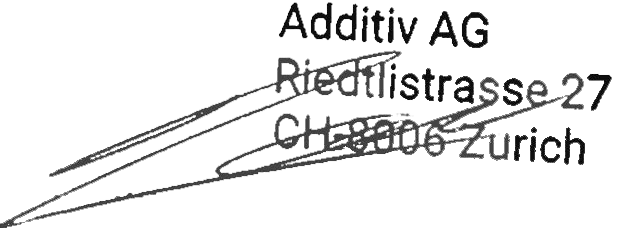 Additiv AG
Riedtlistrasse 27
CH-8006 Zurich